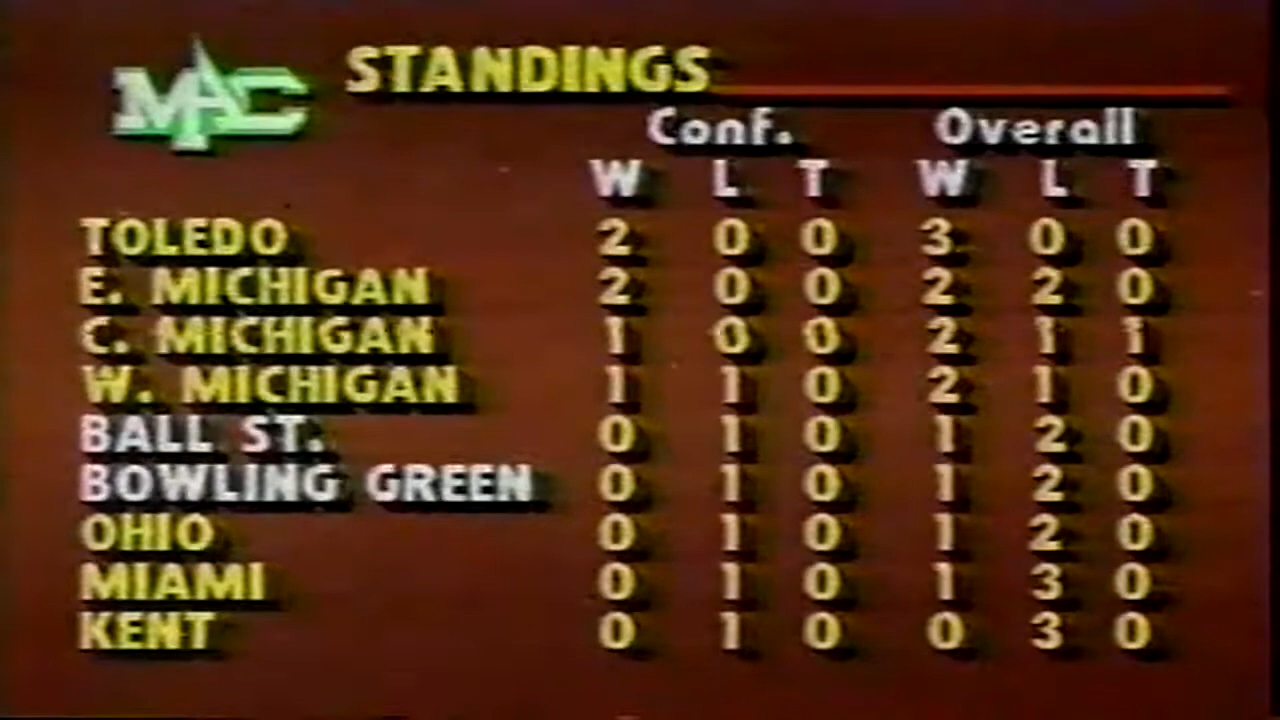 MAC STANDINGS
Conf. Overall
W L T W L T
TOLEDO 2 0 0 3 0 0
E. MICHIGAN 2 0 0 2 2 0
C. MICHIGAN 1 0 0 2 1 1
W. MICHIGAN 1 1 0 2 1 0
BALL ST. 0 1 0 1 2 0
BOWLING GREEN 0 1 0 1 2 0
OHIO 0 1 0 1 2 0
MIAMI 0 1 0 1 3 0
KENT 0 1 0 0 3 0